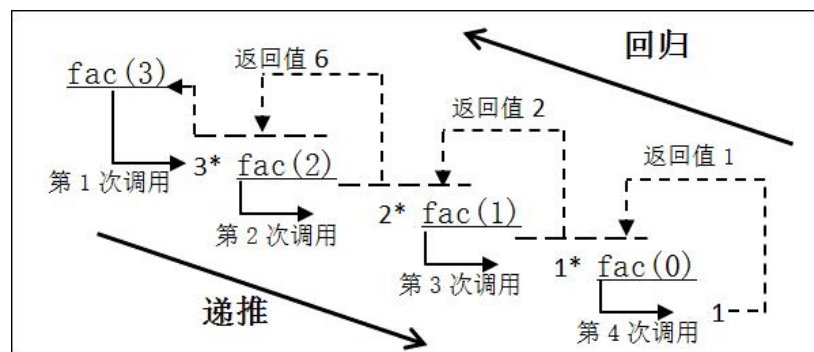 回归
返回值 6
fac(3)
返回值 2
第 1 次调用
3* fac(2)
返回值 1
第 2 次调用
2* fac(1)
第 3 次调用
1* fac(0)
递推
第 4 次调用
1